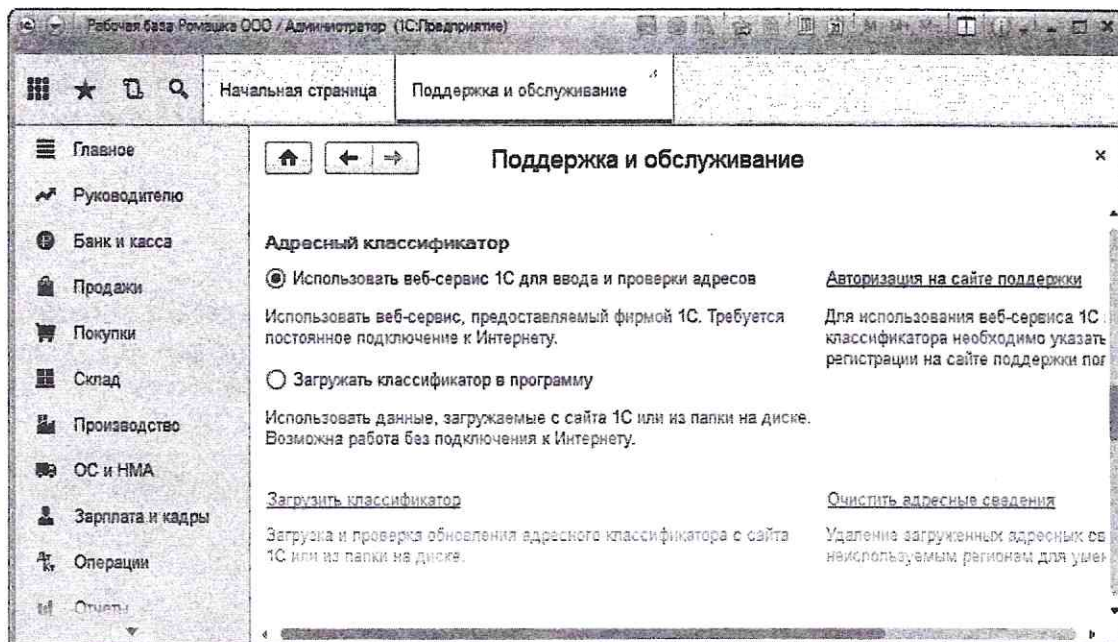 Рабочая база Ромашка ООО / Администратор (1С:Предприятие)
M M+ M-
Начальная страница
Поддержка и обслуживание
Главное
Руководителю
Банк и касса
Продажи
Покупки
Склад
Производство
ОС и НМА
Зарплата и кадры
Операции
Отчеты
Поддержка и обслуживание
Адресный классификатор
Использовать веб-сервис 1С для ввода и проверки адресов
Использовать веб-сервис, предоставляемый фирмой 1С. Требуется
постоянное подключение к Интернету.
Загружать классификатор в программу
Использовать данные, загружаемые с сайта 1С или из папки на диске.
Возможна работа без подключения к Интернету.
Загрузить классификатор
Загрузка и проверка обновления адресного классификатора с сайта
1С или из папки на диске.
Авторизация на сайте поддержки
Для использования веб-сервиса 1С
классификатора необходимо указать
регистрации на сайте поддержки пол
Очистить адресные сведения
Удаление загруженных адресных св
неиспользуемым регионам для умен